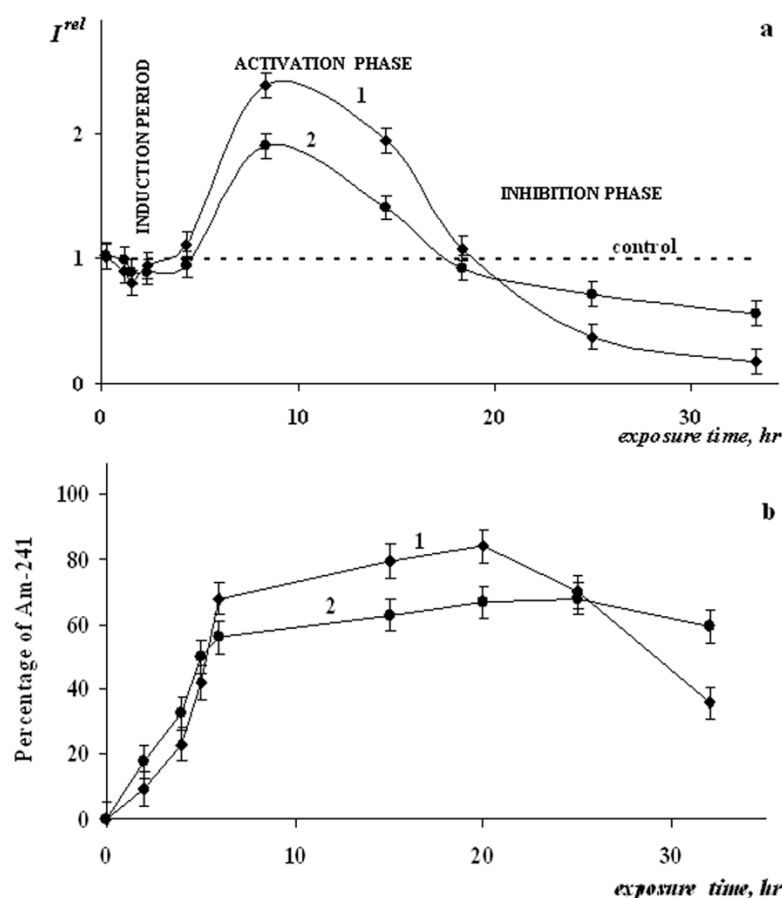 I^rel
a
ACTIVATION PHASE
INDUCTION PERIOD
1
2
2
INHIBITION PHASE
1
control
0
0
10
20
30
exposure time, hr
100
b
80
1
Percentage of Am-241
60
2
40
20
0
0
10
20
30
exposure time, hr